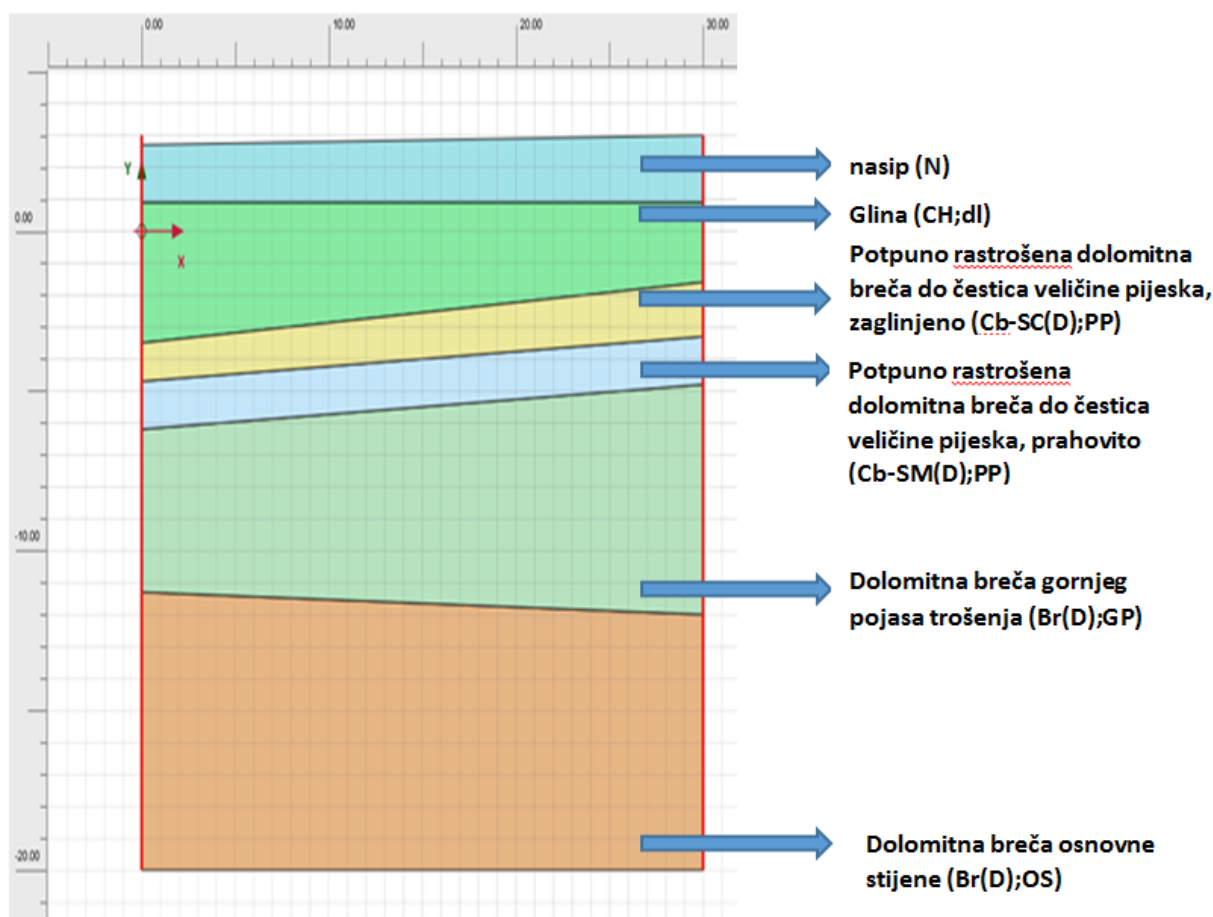 0.00
10.00
20.00
30.00
Y
0.00
X
-10.00
-20.00
nasip (N)
Glina (CH;dl)
Potpuno rastrošena dolomitna
breča do čestica veličine pijeska,
zaglinjeno (Cb-SC(D);PP)
Potpuno rastrošena
dolomitna breča do čestica
veličine pijeska, prahovito
(Cb-SM(D);PP)
Dolomitna breča gornjeg
pojasa trošenja (Br(D);GP)
Dolomitna breča osnovne
stijene (Br(D);OS)